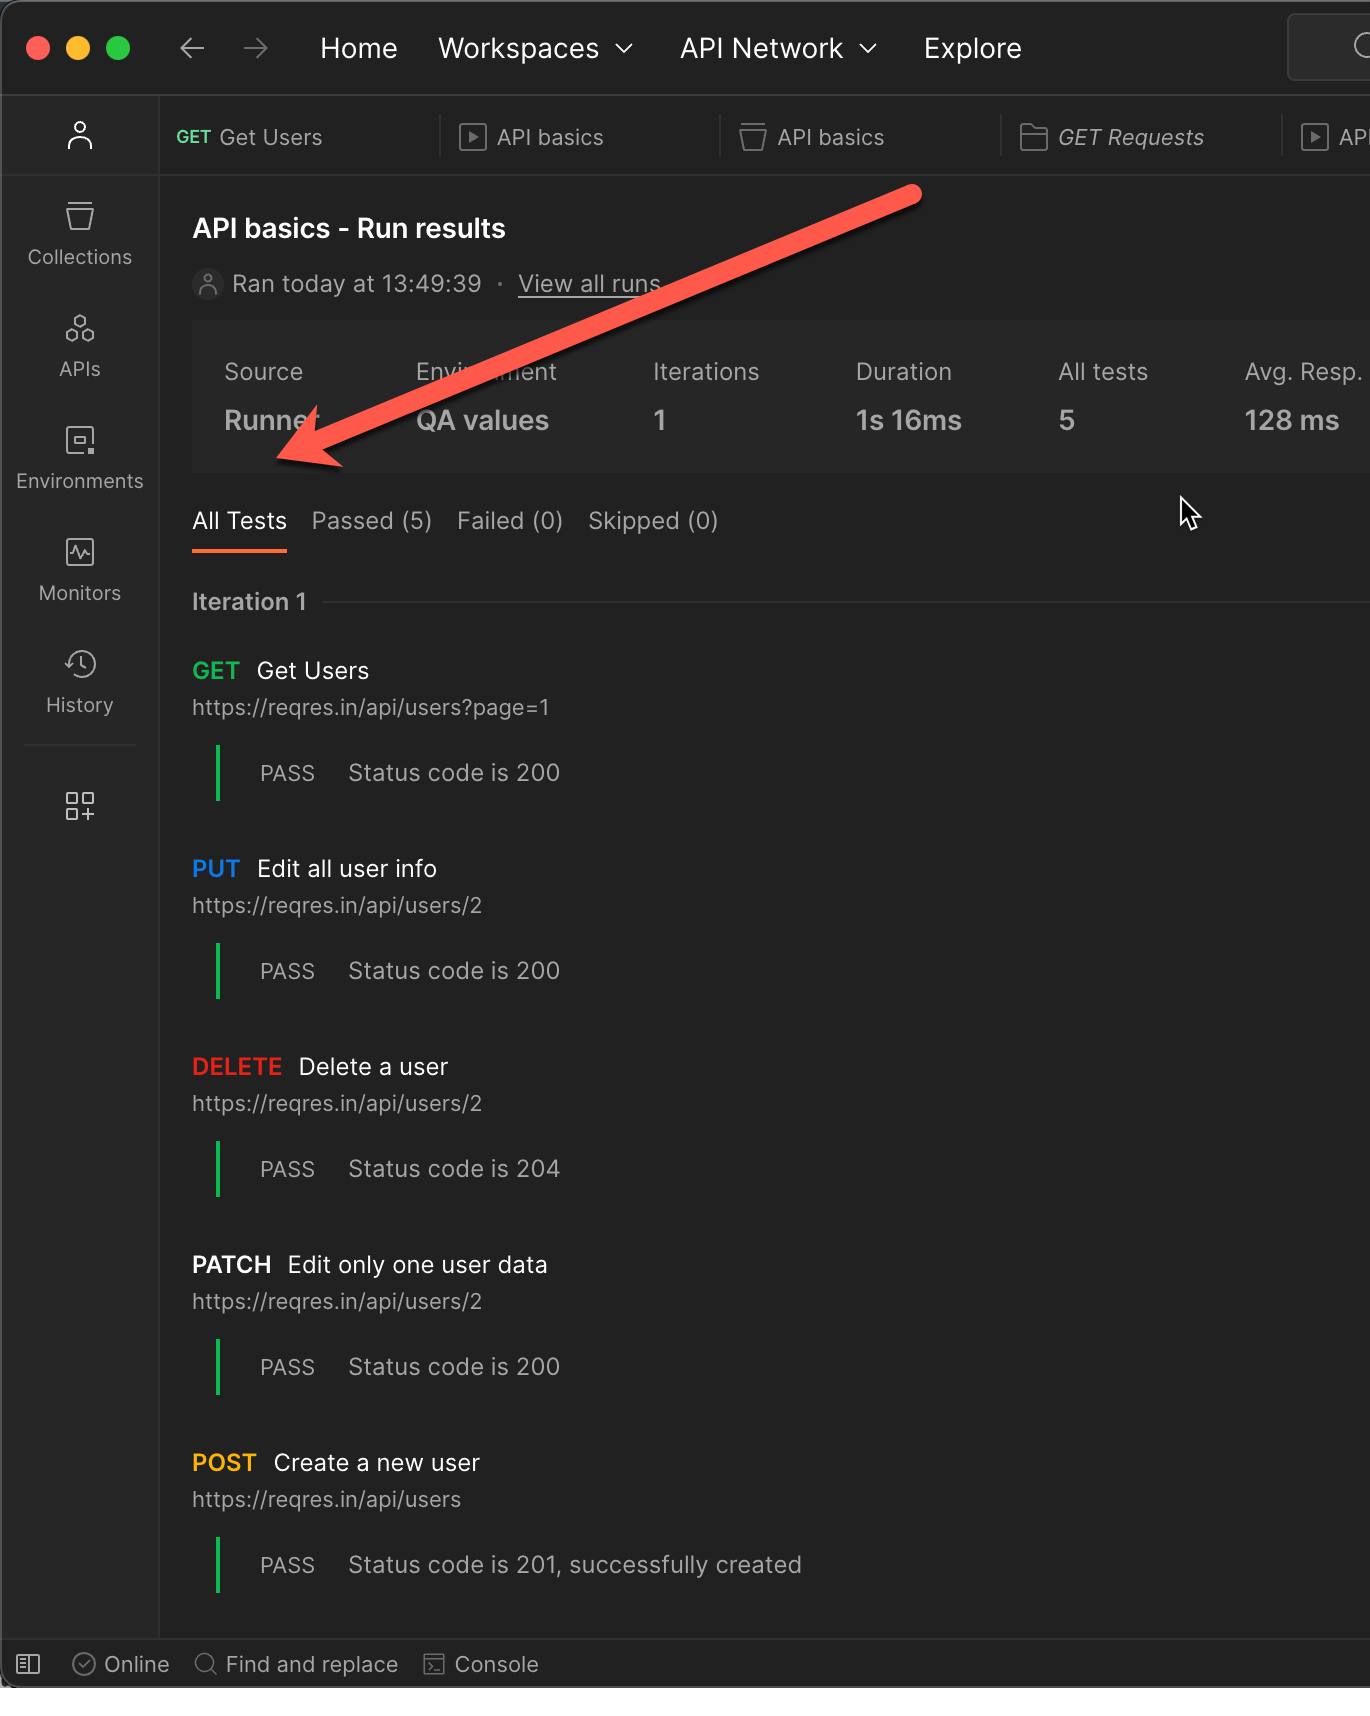 Home Workspaces API Network Explore
GET Get Users API basics API basics GET Requests API
API basics - Run results
Ran today at 13:49:39 · View all runs
Collections
APIs
Environments
Monitors
History
Source Environment Iterations Duration All tests Avg. Resp.
Runner QA values 1 1s 16ms 5 128 ms
All Tests Passed (5) Failed (0) Skipped (0)
Iteration 1
GET Get Users
https://reqres.in/api/users?page=1
PASS Status code is 200
PUT Edit all user info
https://reqres.in/api/users/2
PASS Status code is 200
DELETE Delete a user
https://reqres.in/api/users/2
PASS Status code is 204
PATCH Edit only one user data
https://reqres.in/api/users/2
PASS Status code is 200
POST Create a new user
https://reqres.in/api/users
PASS Status code is 201, successfully created
Online Find and replace Console